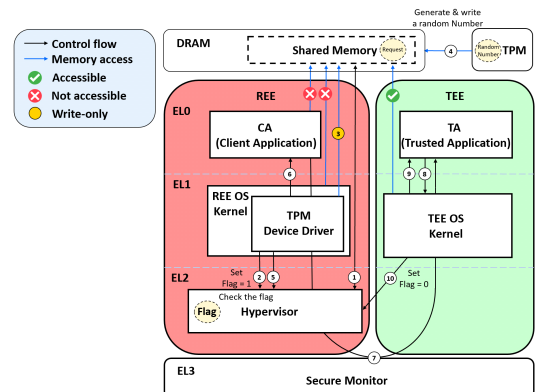 Generate & write
a random Number
DRAM
Shared Memory
Request
4
Random
Number
TPM
Control flow
Memory access
Accessible
Not accessible
Write-only
REE
TEE
EL0
CA
(Client Application)
3
TA
(Trusted Application)
6
9
8
EL1
REE OS
Kernel
TPM
Device Driver
TEE OS
Kernel
EL2
Set
Flag = 1
2
5
1
Set
Flag = 0
10
Check the flag
Flag
Hypervisor
7
EL3
Secure Monitor